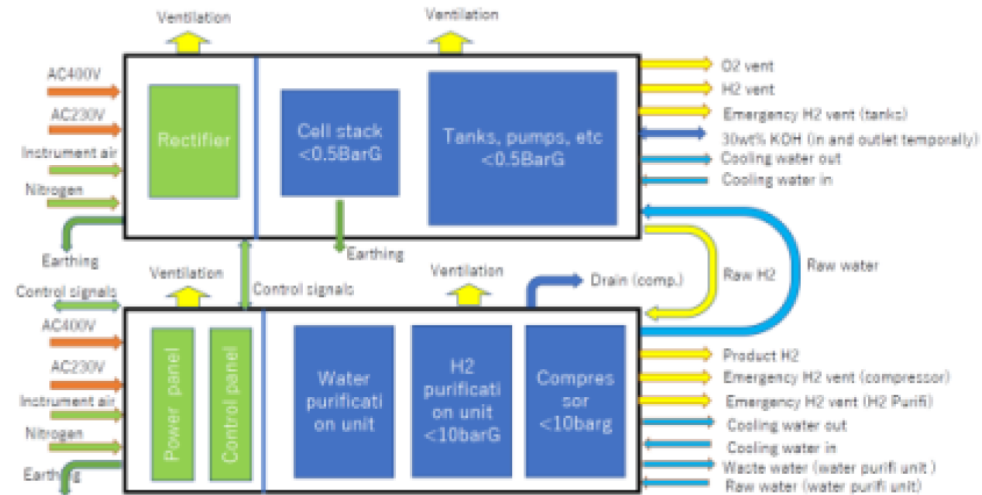 Ventilation
Ventilation
AC400V
AC230V
Instrument air
Nitrogen
Earthing
Rectifier
Cell stack
<0.5BarG
Tanks, pumps, etc
<0.5BarG
Earthing
O2 vent
H2 vent
Emergency H2 vent (tanks)
30wt% KOH (in and outlet temporally)
Cooling water out
Cooling water in
Raw H2
Raw water
Control signals
Ventilation
Control signals
Ventilation
Drain (comp.)
AC400V
AC230V
Instrument air
Nitrogen
Earthing
Power panel
Control panel
Water
purificati
on unit
H2
purificati
on unit
<10barG
Compres
sor
<10barg
Product H2
Emergency H2 vent (compressor)
Emergency H2 vent (H2 Purifi)
Cooling water out
Cooling water in
Waste water (water purifi unit )
Raw water (water purifi unit)